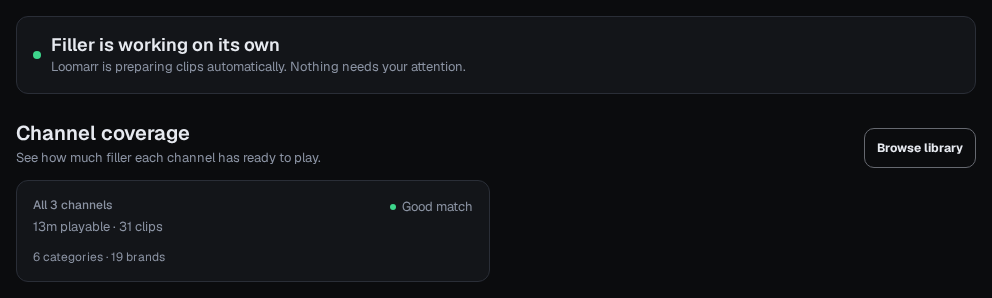 Filler is working on its own
Loomarr is preparing clips automatically. Nothing needs your attention.
Channel coverage
See how much filler each channel has ready to play.
Browse library
All 3 channels
Good match
13m playable · 31 clips
6 categories · 19 brands